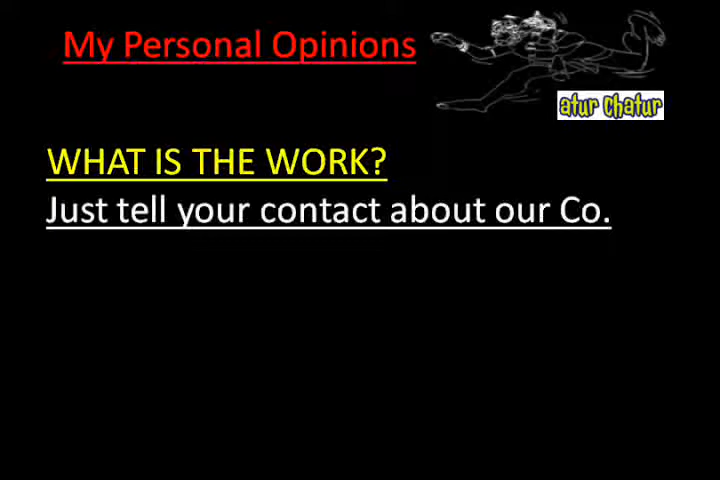 My Personal Opinions
atur Chatur
WHAT IS THE WORK?
Just tell your contact about our Co.